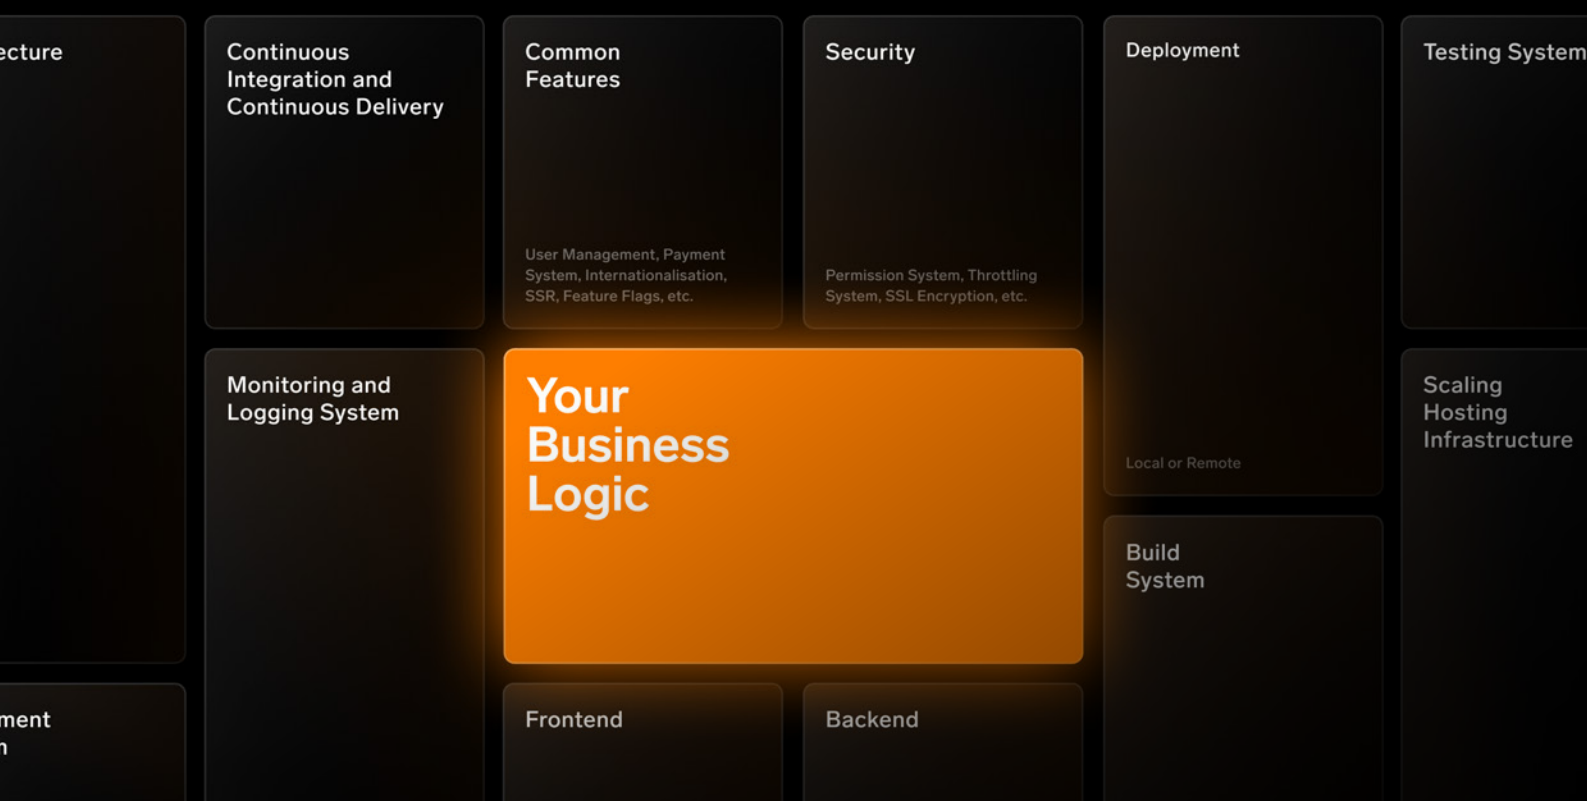 Continuous
Integration and
Continuous Delivery
Common
Features
User Management, Payment
System, Internationalisation,
SSR, Feature Flags, etc.
Security
Permission System, Throttling
System, SSL Encryption, etc.
Deployment
Local or Remote
Testing System
Monitoring and
Logging System
Your
Business
Logic
Scaling
Hosting
Infrastructure
Build
System
Frontend
Backend